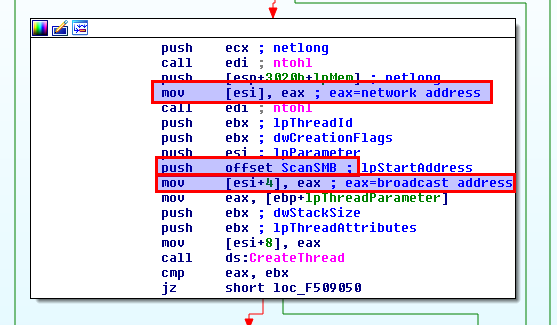 push ecx ; netlong
call edi ; ntohl
push [esp+3020h+lpMem] ; netlong
mov [esi], eax ; eax=network address
call edi ; ntohl
push ebx ; lpThreadId
push ebx ; dwCreationFlags
push esi ; lpParameter
push offset ScanSMB ; lpStartAddress
mov [esi+4], eax ; eax=broadcast address
mov eax, [ebp+lpThreadParameter]
push ebx ; dwStackSize
push ebx ; lpThreadAttributes
mov [esi+8], eax
call ds:CreateThread
cmp eax, ebx
jz short loc_F509050